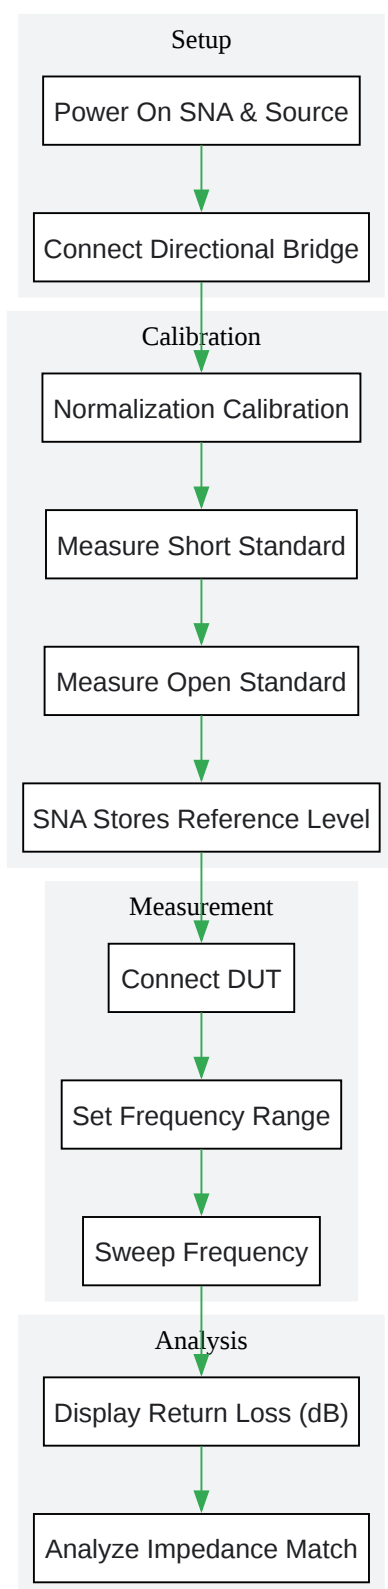 Setup
Power On SNA & Source
Connect Directional Bridge
Calibration
Normalization Calibration
Measure Short Standard
Measure Open Standard
SNA Stores Reference Level
Measurement
Connect DUT
Set Frequency Range
Sweep Frequency
Analysis
Display Return Loss (dB)
Analyze Impedance Match